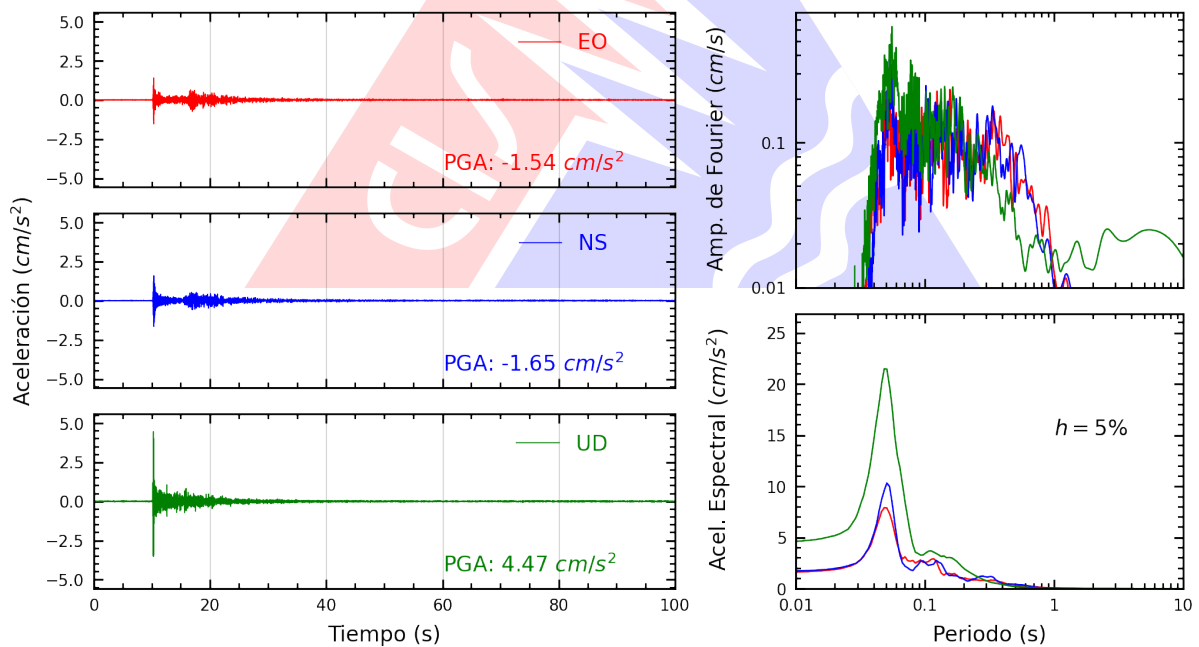 Aceleración (cm/s²)
5.0
2.5
0.0
−2.5
−5.0
EO
PGA: -1.54 cm/s²
5.0
2.5
0.0
−2.5
−5.0
NS
PGA: -1.65 cm/s²
5.0
2.5
0.0
−2.5
−5.0
UD
PGA: 4.47 cm/s²
0 20 40 60 80 100
Tiempo (s)
Amp. de Fourier (cm/s)
0.1
0.01
Acel. Espectral (cm/s²)
25
20
15
10
5
0
h = 5%
0.01 0.1 1 10
Periodo (s)
CIS